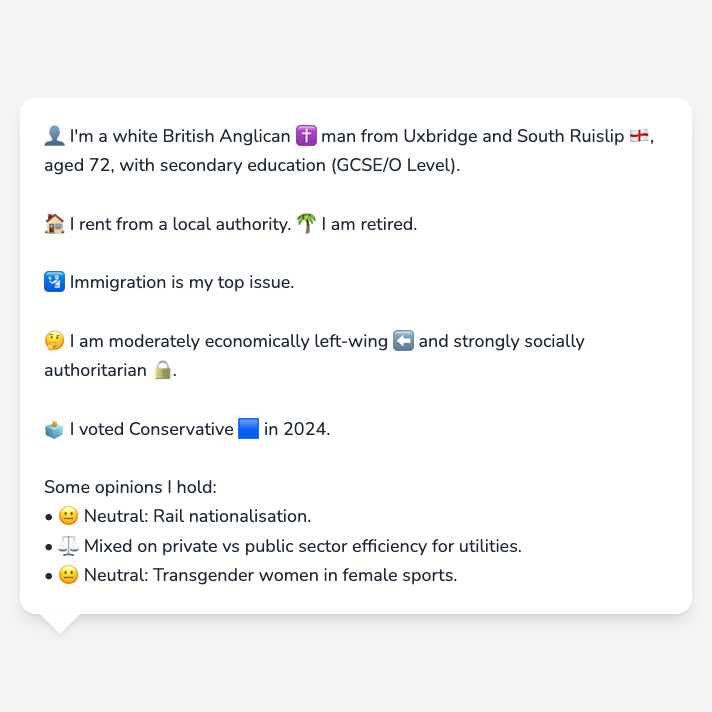 👤 I'm a white British Anglican ✝️ man from Uxbridge and South Ruislip 🏴󠁧󠁢󠁥󠁮󠁧󠁿,
aged 72, with secondary education (GCSE/O Level).
🏠 I rent from a local authority. 🌴 I am retired.
🛂 Immigration is my top issue.
🤔 I am moderately economically left-wing ⬅️ and strongly socially
authoritarian 🔒.
🗳️ I voted Conservative 🟦 in 2024.
Some opinions I hold:
• 😐 Neutral: Rail nationalisation.
• ⚖️ Mixed on private vs public sector efficiency for utilities.
• 😐 Neutral: Transgender women in female sports.